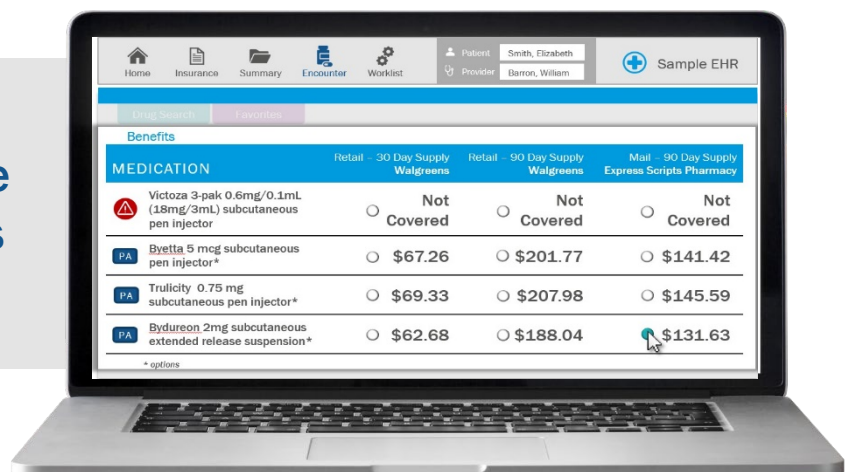 Patient Smith, Elizabeth
Home Insurance Summary Encounter Worklist
Provider Barron, William
Sample EHR
Drug Search Favorites
Benefits
MEDICATION
Retail – 30 Day Supply
Walgreens
Retail – 90 Day Supply
Walgreens
Mail – 90 Day Supply
Express Scripts Pharmacy
Victoza 3-pak 0.6mg/0.1mL
(18mg/3mL) subcutaneous
pen injector
Not
Covered
Not
Covered
Not
Covered
PA
Byetta 5 mcg subcutaneous
pen injector*
$67.26 $201.77 $141.42
PA
Trulicity 0.75 mg
subcutaneous pen injector*
$69.33 $207.98 $145.59
PA
Bydureon 2mg subcutaneous
extended release suspension*
$62.68 $188.04 $131.63
* options